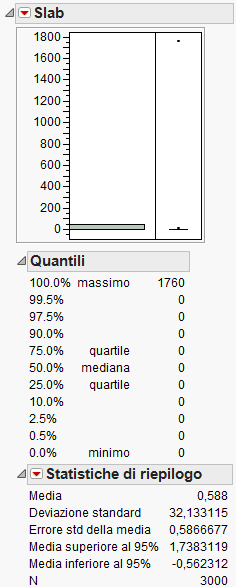 Slab
1800
1600
1400
1200
1000
800
600
400
200
0
Quantili
100.0% massimo 1760
99.5% 0
97.5% 0
90.0% 0
75.0% quartile 0
50.0% mediana 0
25.0% quartile 0
10.0% 0
2.5% 0
0.5% 0
0.0% minimo 0
Statistiche di riepilogo
Media 0,588
Deviazione standard 32,133115
Errore std della media 0,5866677
Media superiore al 95% 1,7383119
Media inferiore al 95% -0,562312
N 3000